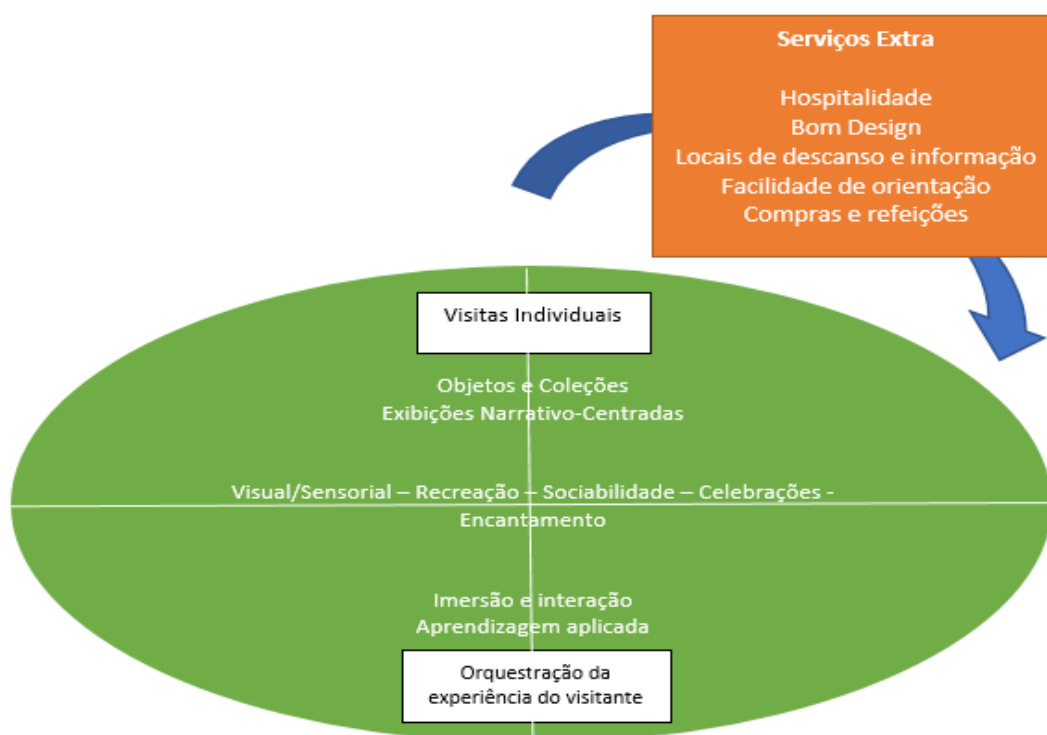 Serviços Extra
Hospitalidade
Bom Design
Locais de descanso e informação
Facilidade de orientação
Compras e refeições
Visitas Individuais
Objetos e Coleções
Exibições Narrativo-Centradas
Visual/Sensorial – Recreação – Sociabilidade – Celebrações -
Encantamento
Imersão e interação
Aprendizagem aplicada
Orquestração da
experiência do visitante